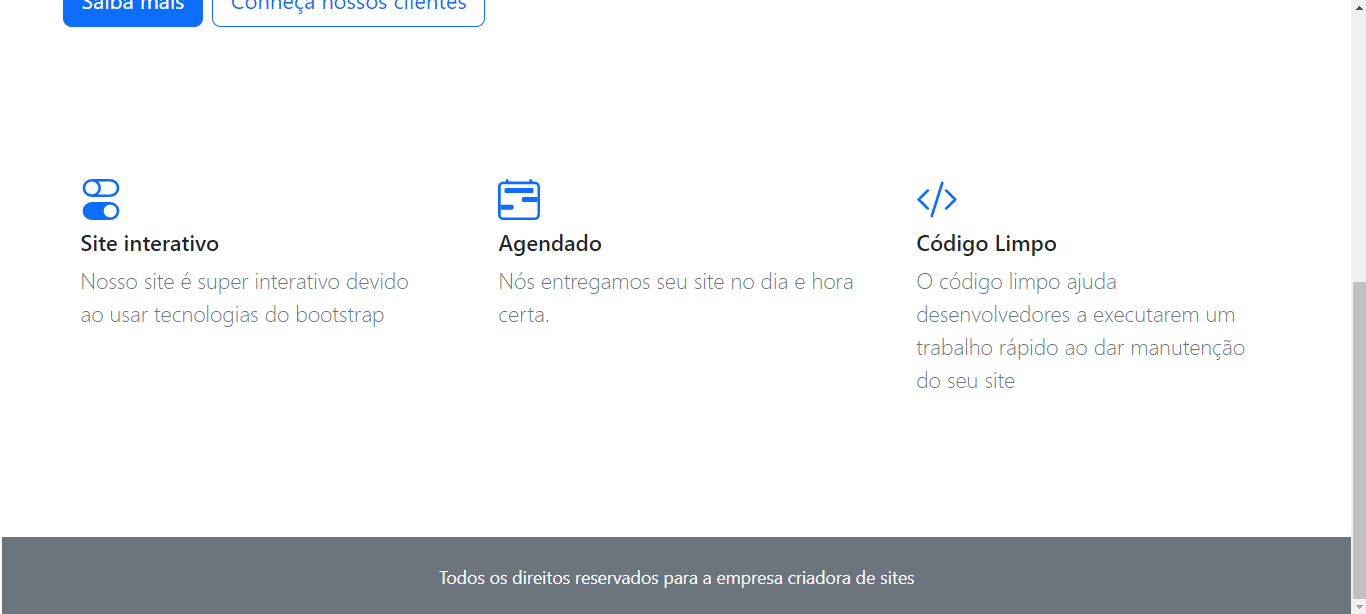 Saiba mais
Conheça nossos clientes
Site interativo
Nosso site é super interativo devido
ao usar tecnologias do bootstrap
Agendado
Nós entregamos seu site no dia e hora
certa.
Código Limpo
O código limpo ajuda
desenvolvedores a executarem um
trabalho rápido ao dar manutenção
do seu site
Todos os direitos reservados para a empresa criadora de sites